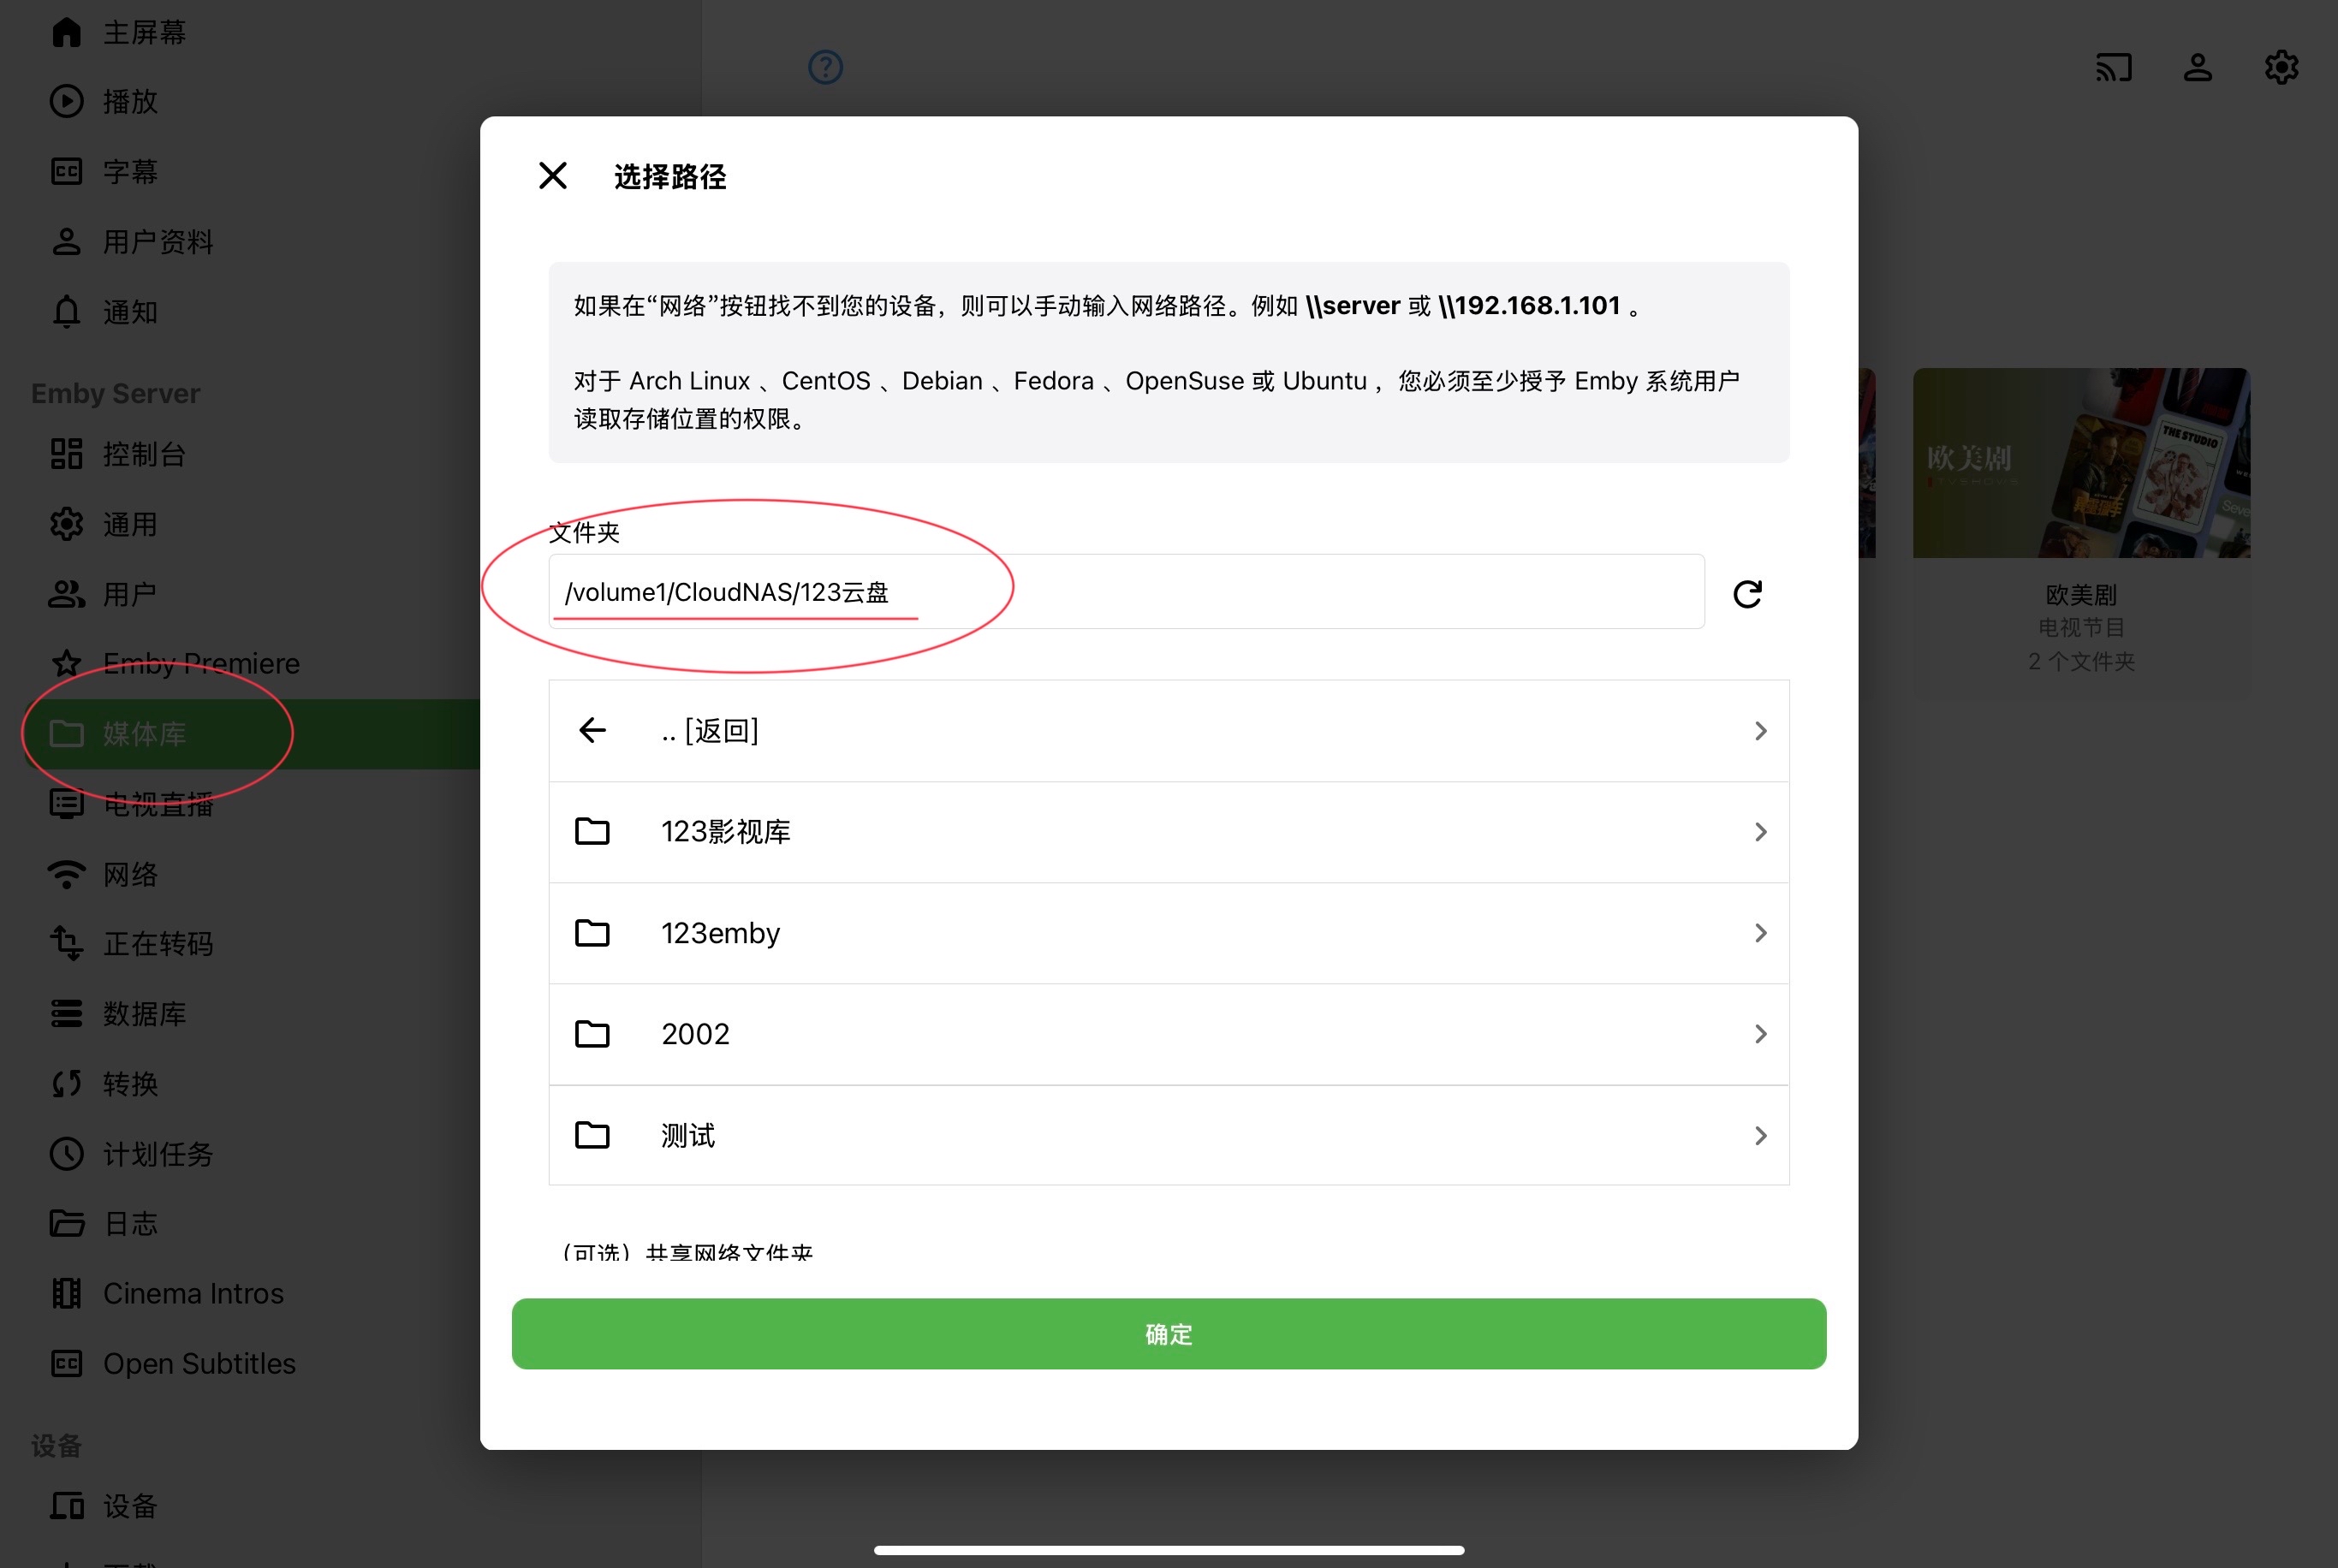 主屏幕
播放
字幕
用户资料
通知
Emby Server
控制台
通用
用户
Emby Premiere
媒体库
电视直播
网络
正在转码
数据库
转换
计划任务
日志
Cinema Intros
Open Subtitles
设备
设备
选择路径
如果在“网络”按钮找不到您的设备，则可以手动输入网络路径。例如 \\server 或 \\192.168.1.101 。
对于 Arch Linux 、CentOS 、Debian 、Fedora 、OpenSuse 或 Ubuntu ，您必须至少授予 Emby 系统用户
读取存储位置的权限。
文件夹
/volume1/CloudNAS/123云盘
.. [返回]
123影视库
123emby
2002
测试
（可选）共享网络文件夹
确定
欧美剧
TVSHOWS
THE STUDIO
欧美剧
电视节目
2 个文件夹